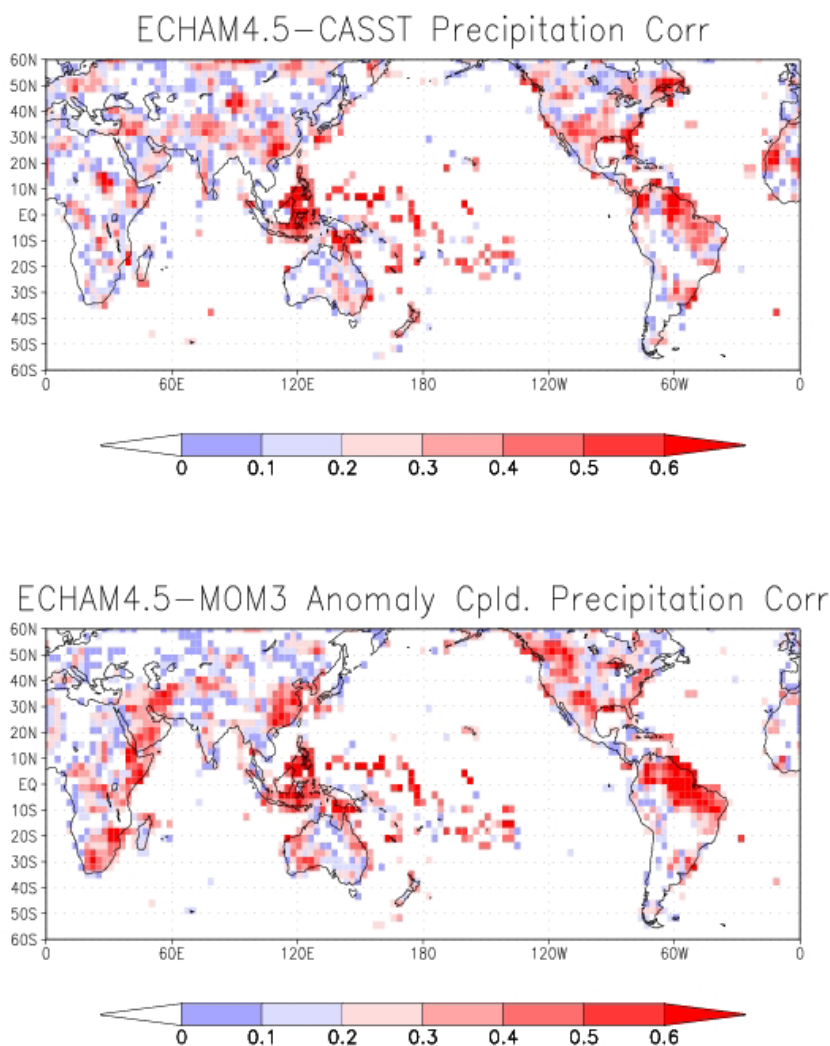 ECHAM4.5-CASST Precipitation Corr
60N
50N
40N
30N
20N
10N
EQ
10S
20S
30S
40S
50S
60S
0 60E 120E 180 120W 60W 0
0 0.1 0.2 0.3 0.4 0.5 0.6
ECHAM4.5-MOM3 Anomaly Cpld. Precipitation Corr
60N
50N
40N
30N
20N
10N
EQ
10S
20S
30S
40S
50S
60S
0 60E 120E 180 120W 60W 0
0 0.1 0.2 0.3 0.4 0.5 0.6